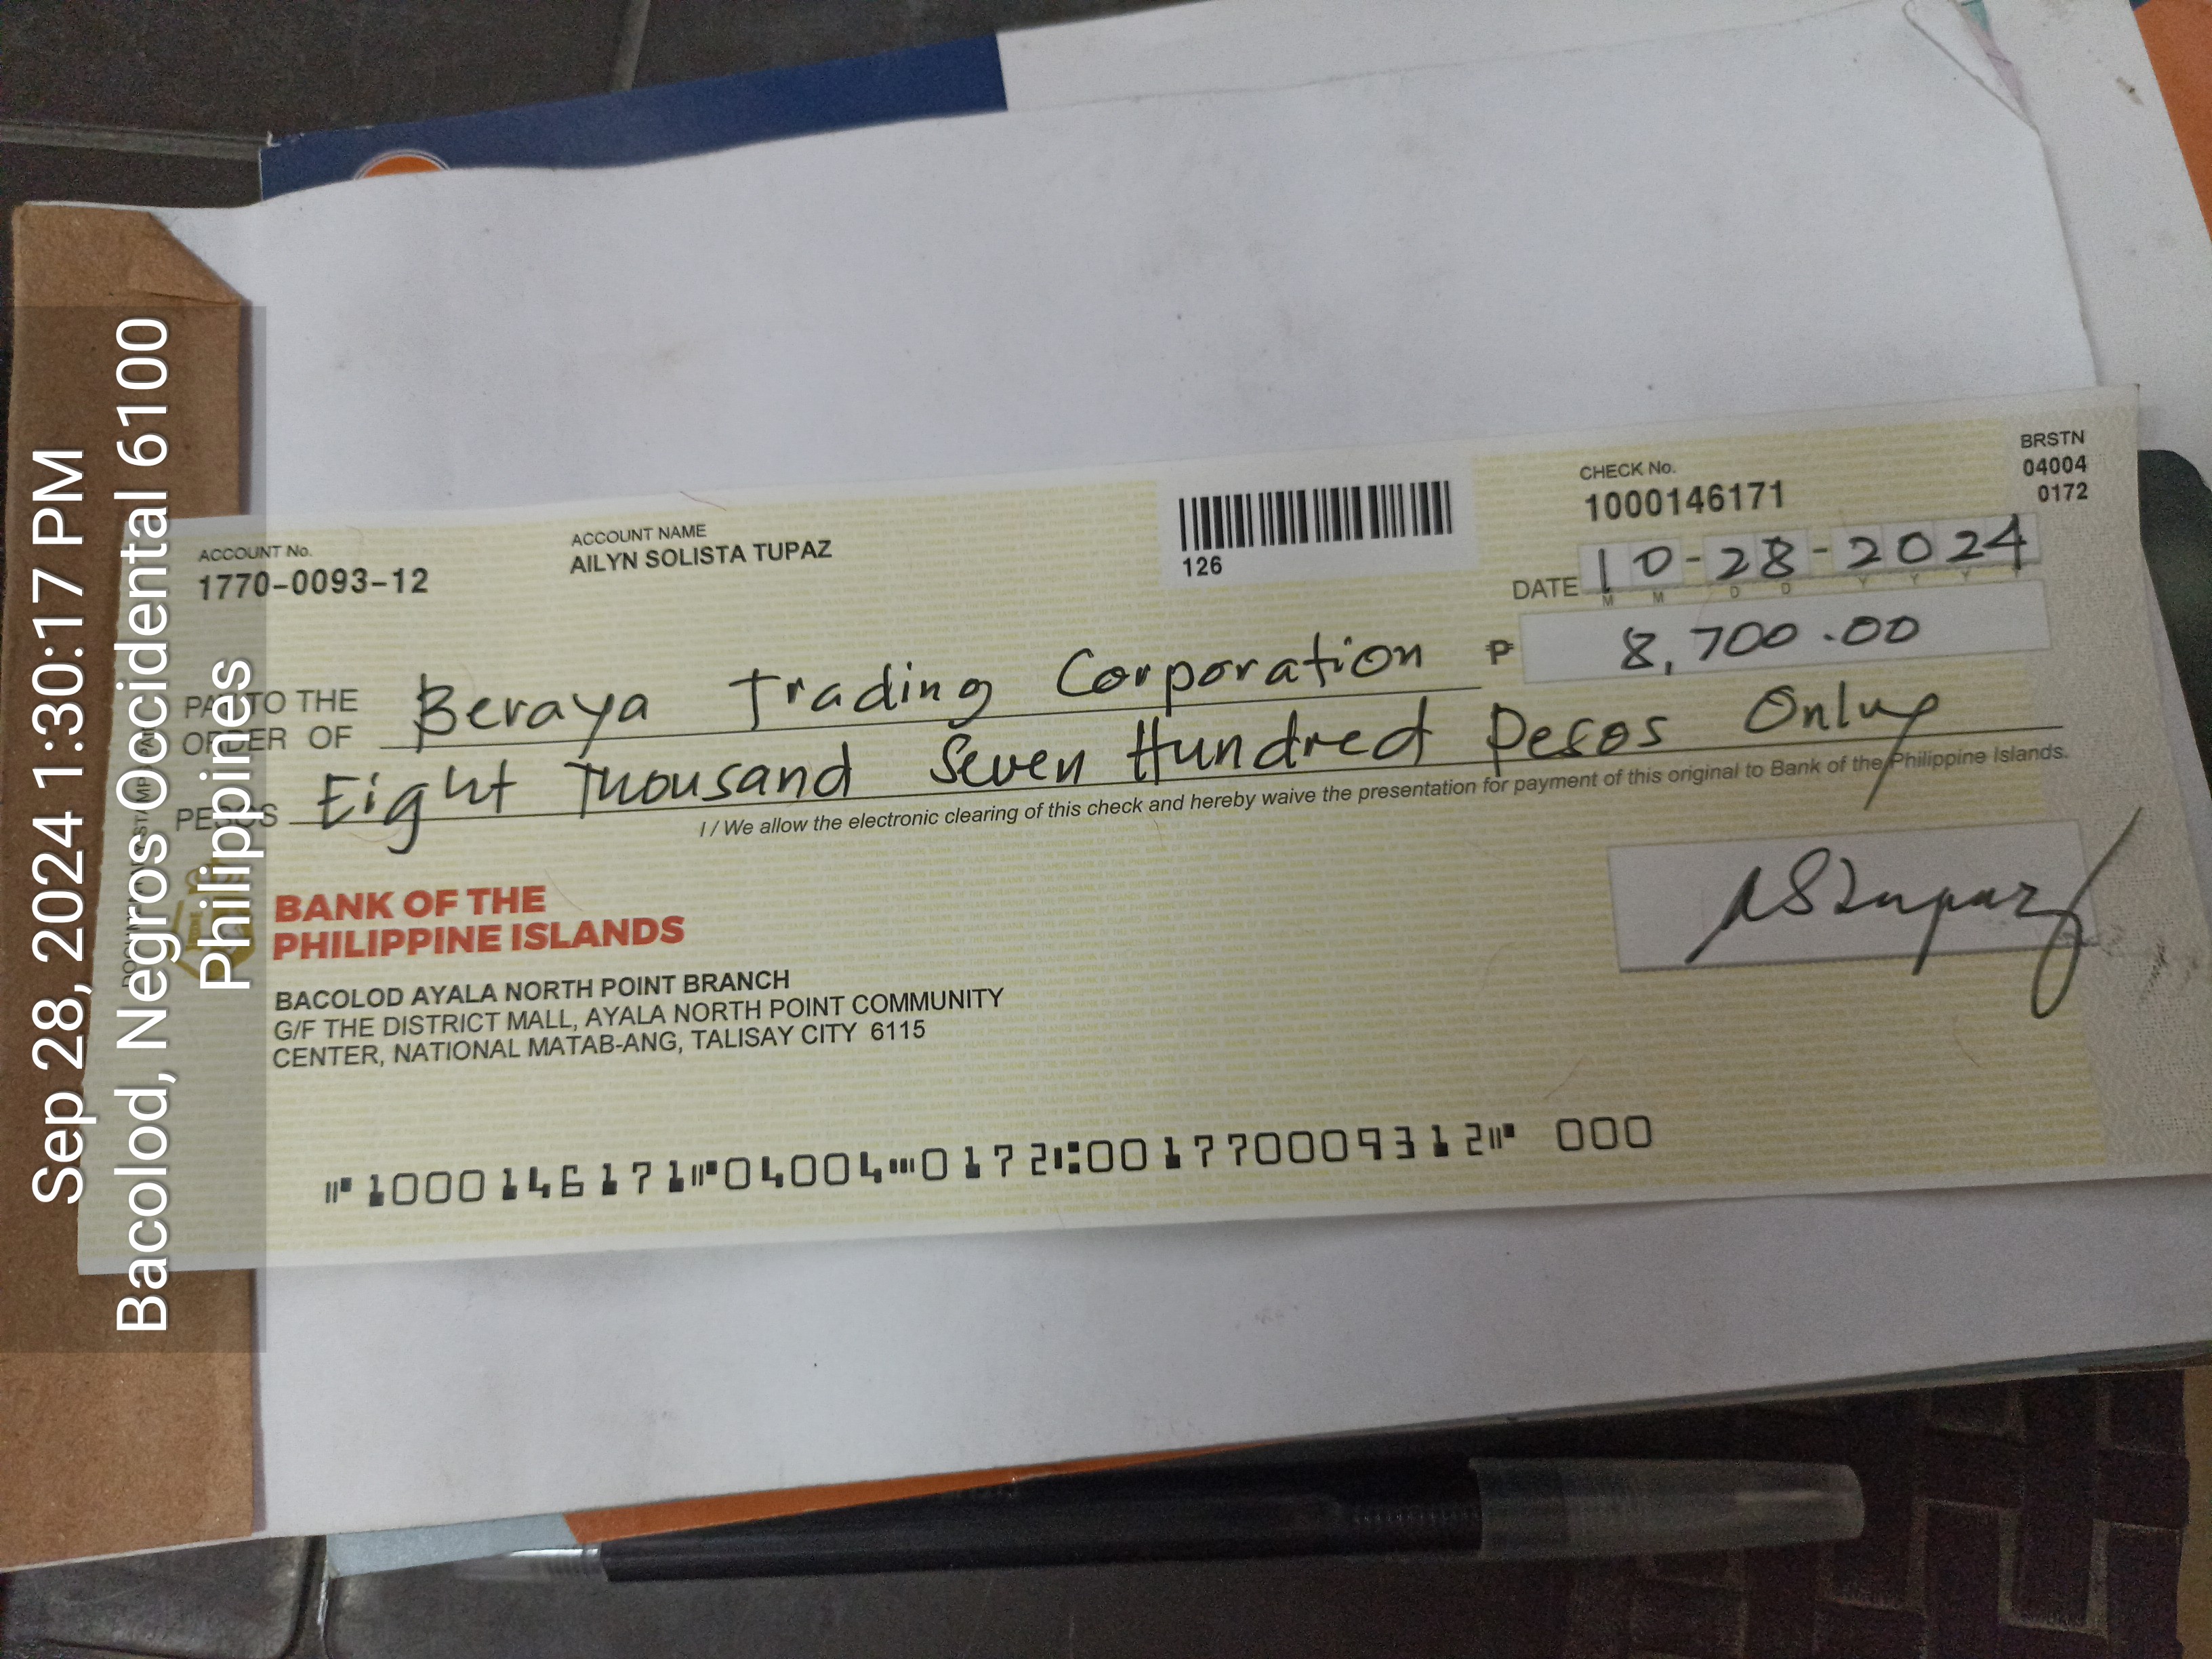 Sep 28, 2024 1:30:17 PM
Bacolod, Negros Occidental 6100
Philippines
ACCOUNT No.
1770-0093-12
ACCOUNT NAME
AILYN SOLISTA TUPAZ
126
CHECK No.
1000146171
BRSTN
04004
0172
DATE 10-28-2024
M M D D Y Y Y Y
PAY TO THE
ORDER OF Beraya Trading Corporation ₱ 8,700.00
PESOS Eight Thousand Seven Hundred Pesos Only
I / We allow the electronic clearing of this check and hereby waive the presentation for payment of this original to Bank of the Philippine Islands.
BANK OF THE
PHILIPPINE ISLANDS
BACOLOD AYALA NORTH POINT BRANCH
G/F THE DISTRICT MALL, AYALA NORTH POINT COMMUNITY
CENTER, NATIONAL MATAB-ANG, TALISAY CITY 6115
ASTupaz
⑈1000146171⑈04004⑉0172⑆001770009312⑈ 000